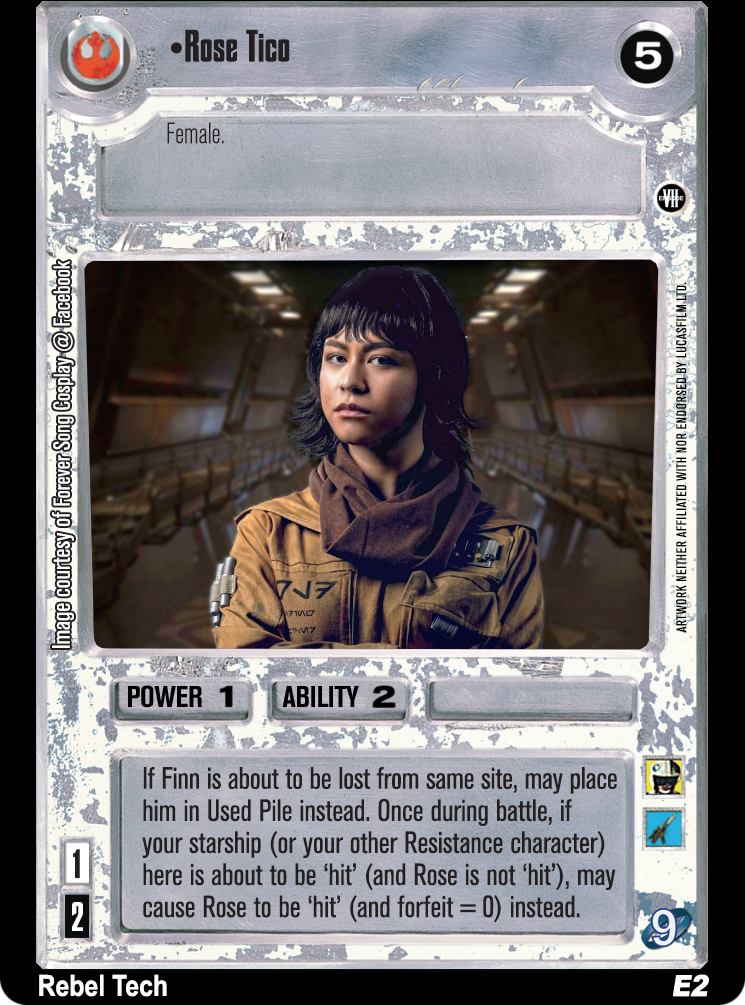 •Rose Tico
5
Female.
EPISODE
VII
Image courtesy of Forever Song Cosplay @ Facebook
ARTWORK NEITHER AFFILIATED WITH NOR ENDORSED BY LUCASFILM LTD.
POWER 1
ABILITY 2
If Finn is about to be lost from same site, may place
him in Used Pile instead. Once during battle, if
your starship (or your other Resistance character)
here is about to be ‘hit’ (and Rose is not ‘hit’), may
cause Rose to be ‘hit’ (and forfeit = 0) instead.
1
2
9
Rebel Tech
E2